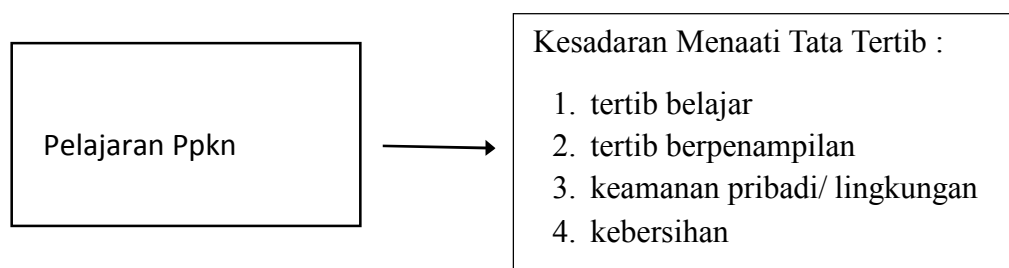 Pelajaran Ppkn
Kesadaran Menaati Tata Tertib :
1. tertib belajar
2. tertib berpenampilan
3. keamanan pribadi/ lingkungan
4. kebersihan